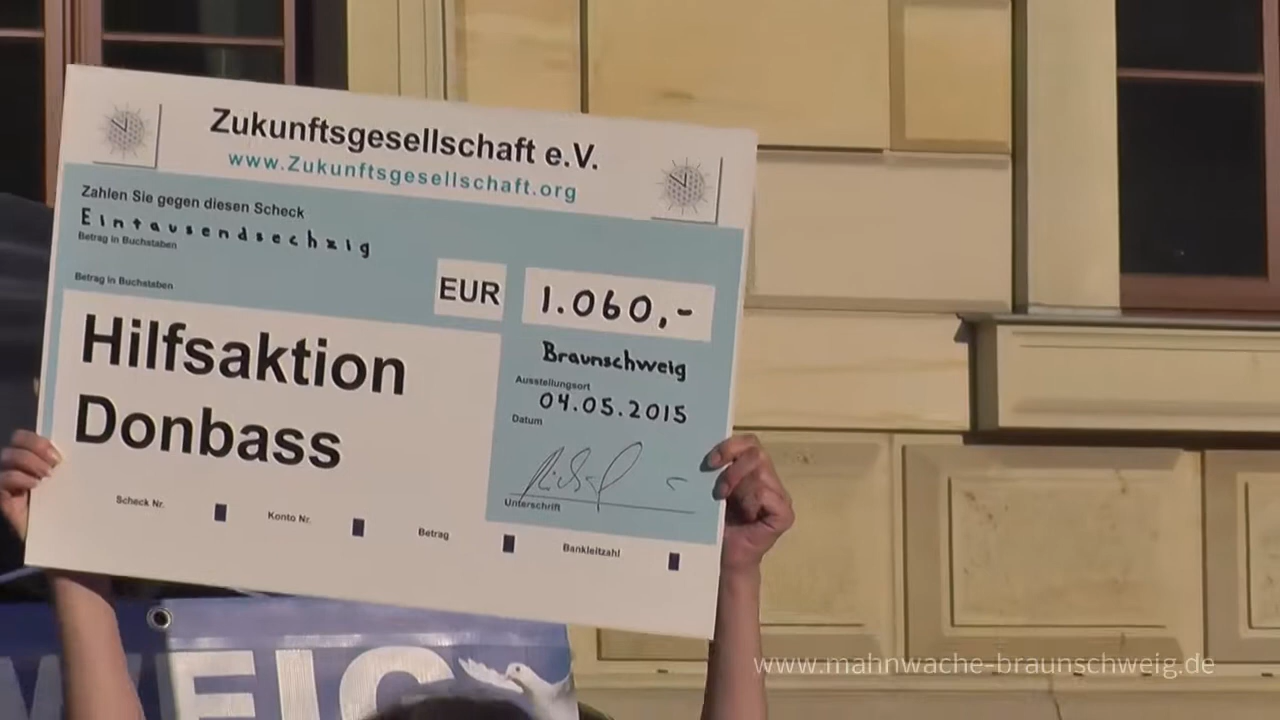 Zukunftsgesellschaft e.V.
www.Zukunftsgesellschaft.org
Zahlen Sie gegen diesen Scheck
Eintausendsechzig
Betrag in Buchstaben
Betrag in Buchstaben
EUR 1.060,-
Hilfsaktion
Donbass
Braunschweig
Ausstellungsort
04.05.2015
Datum
Unterschrift
Scheck Nr. Konto Nr. Betrag Bankleitzahl
WEIG
www.mahnwache-braunschweig.de